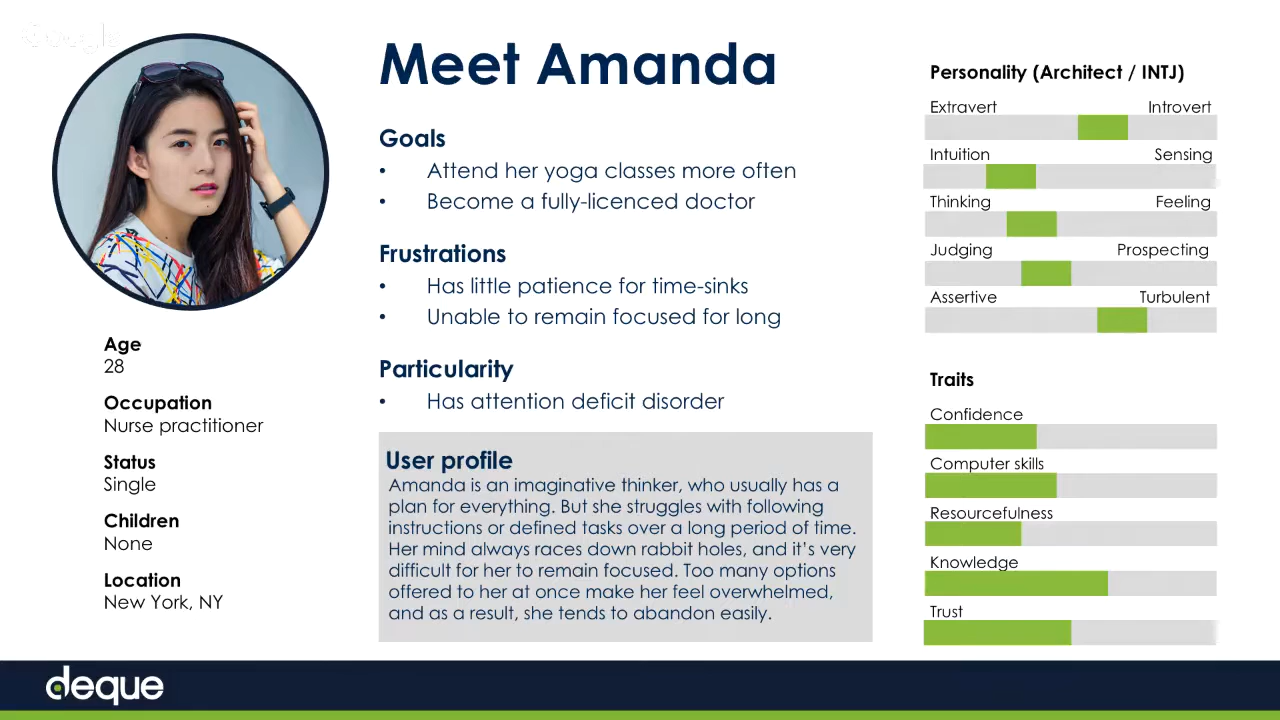 Google
Meet Amanda
Goals
• Attend her yoga classes more often
• Become a fully-licenced doctor
Frustrations
• Has little patience for time-sinks
• Unable to remain focused for long
Particularity
• Has attention deficit disorder
User profile
Amanda is an imaginative thinker, who usually has a
plan for everything. But she struggles with following
instructions or defined tasks over a long period of time.
Her mind always races down rabbit holes, and it's very
difficult for her to remain focused. Too many options
offered to her at once make her feel overwhelmed,
and as a result, she tends to abandon easily.
Age
28
Occupation
Nurse practitioner
Status
Single
Children
None
Location
New York, NY
Personality (Architect / INTJ)
Extravert Introvert
Intuition Sensing
Thinking Feeling
Judging Prospecting
Assertive Turbulent
Traits
Confidence
Computer skills
Resourcefulness
Knowledge
Trust
deque